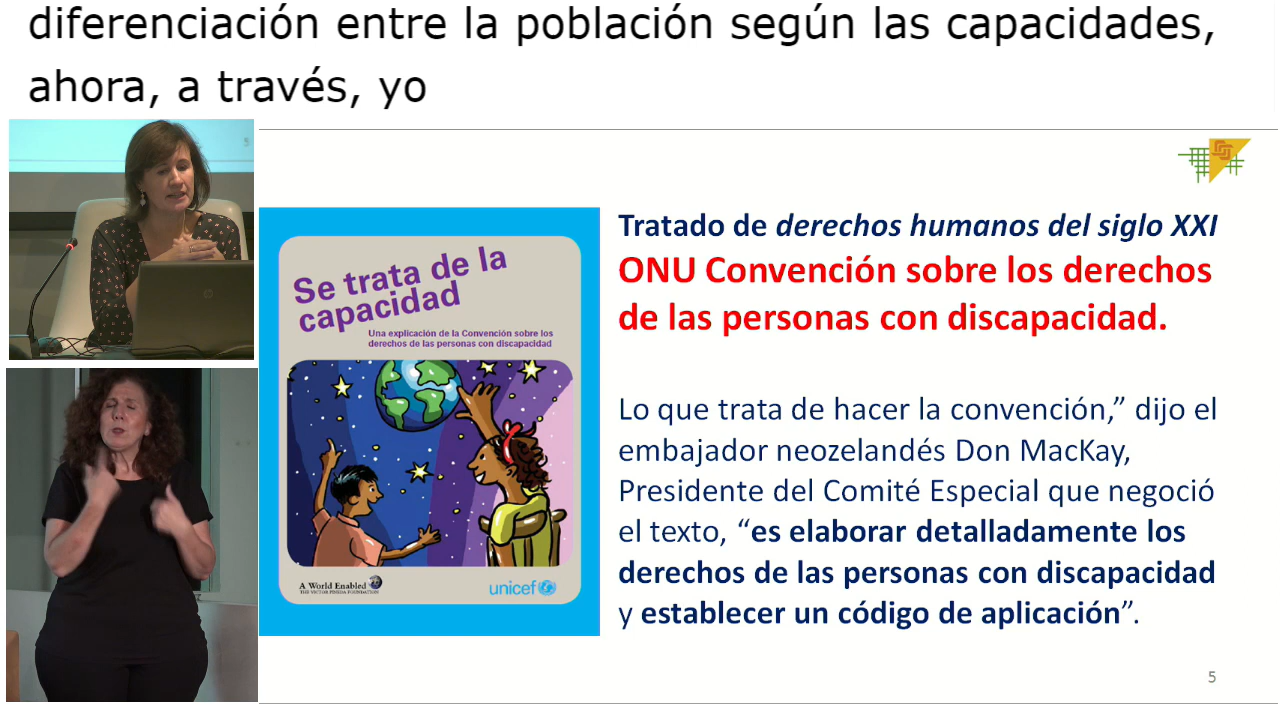 diferenciación entre la población según las capacidades,
ahora, a través, yo
Se trata de la
capacidad
Una explicación de la Convención sobre los
derechos de las personas con discapacidad
A World Enabled
THE VICTOR PINEDA FOUNDATION
unicef
Tratado de derechos humanos del siglo XXI
ONU Convención sobre los derechos
de las personas con discapacidad.
Lo que trata de hacer la convención,” dijo el
embajador neozelandés Don MacKay,
Presidente del Comité Especial que negoció
el texto, “es elaborar detalladamente los
derechos de las personas con discapacidad
y establecer un código de aplicación”.
5